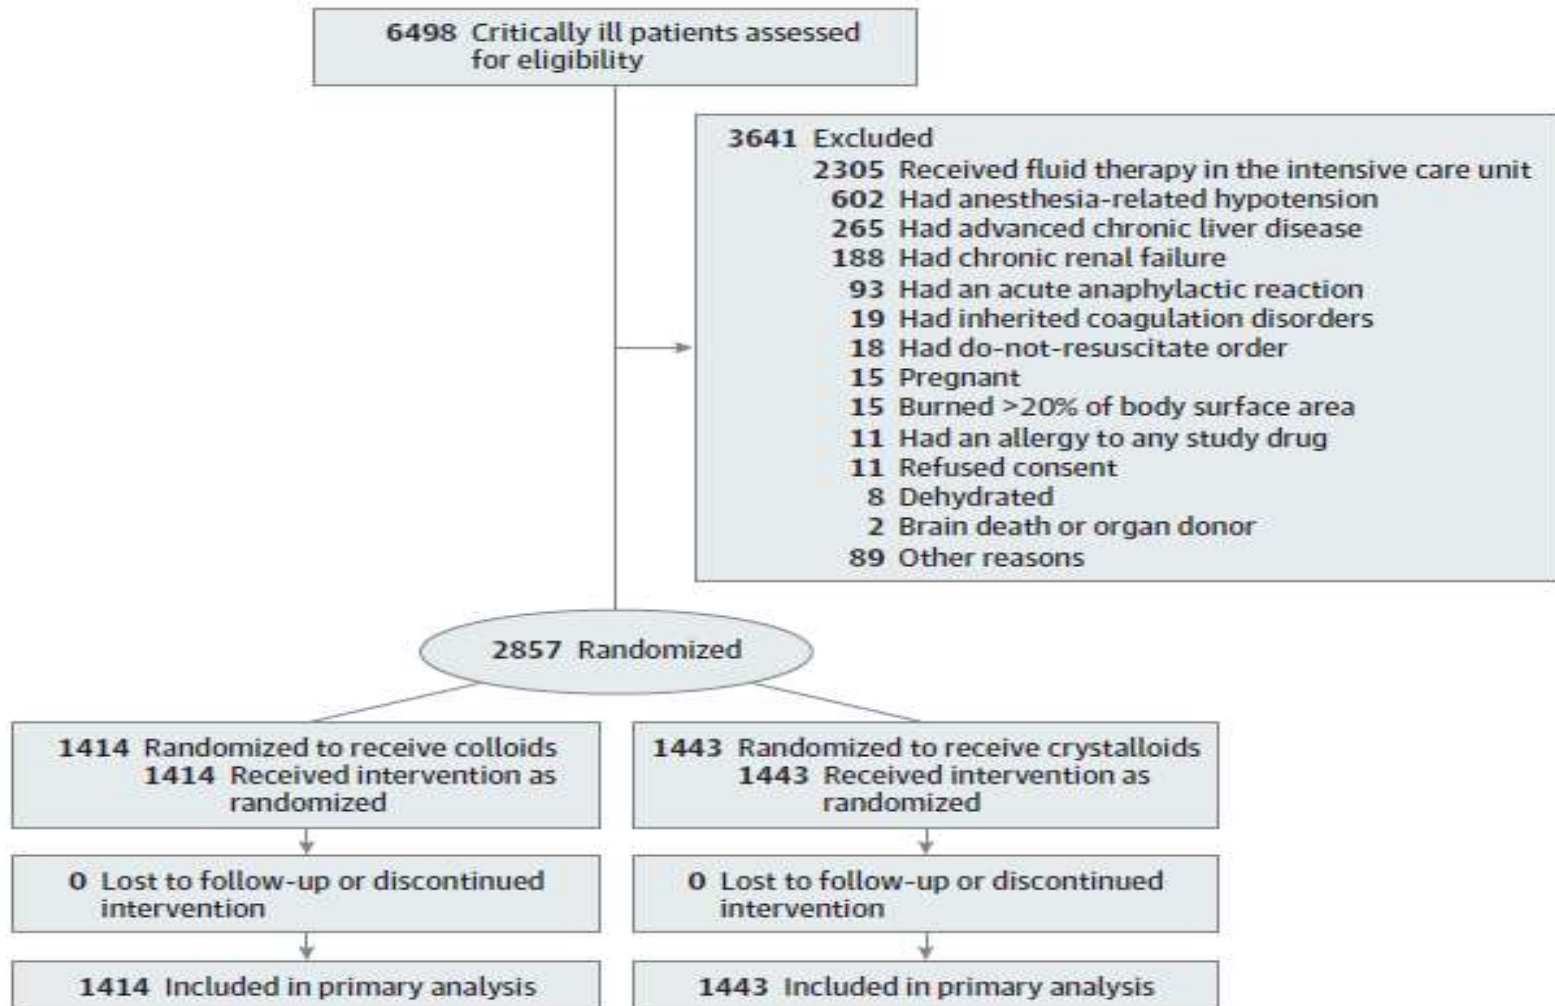 6498 Critically ill patients assessed
for eligibility
3641 Excluded
2305 Received fluid therapy in the intensive care unit
602 Had anesthesia-related hypotension
265 Had advanced chronic liver disease
188 Had chronic renal failure
93 Had an acute anaphylactic reaction
19 Had inherited coagulation disorders
18 Had do-not-resuscitate order
15 Pregnant
15 Burned >20% of body surface area
11 Had an allergy to any study drug
11 Refused consent
8 Dehydrated
2 Brain death or organ donor
89 Other reasons
2857 Randomized
1414 Randomized to receive colloids
1414 Received intervention as
randomized
1443 Randomized to receive crystalloids
1443 Received intervention as
randomized
0 Lost to follow-up or discontinued
intervention
0 Lost to follow-up or discontinued
intervention
1414 Included in primary analysis
1443 Included in primary analysis